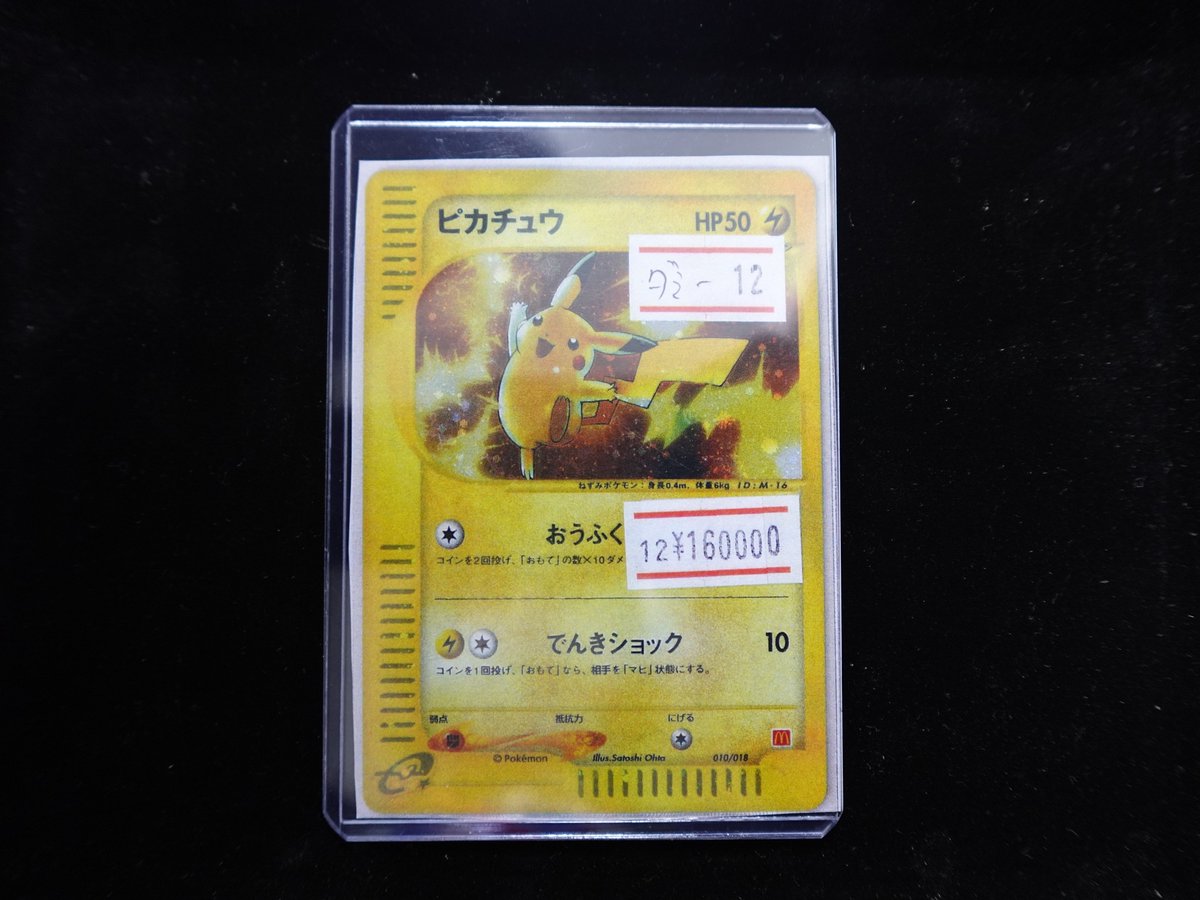 ピカチュウ HP50
ダミー 12
ねずみポケモン：身長0.4m、体重6kg ID：M-16
おうふく
12¥160000
コインを2回投げ、「おもて」の数×10ダメ
でんきショック 10
コインを1回投げ、「おもて」なら、相手を「マヒ」状態にする。
弱点 抵抗力 にげる
©Pokémon Illus.Satoshi Ohta 010/018